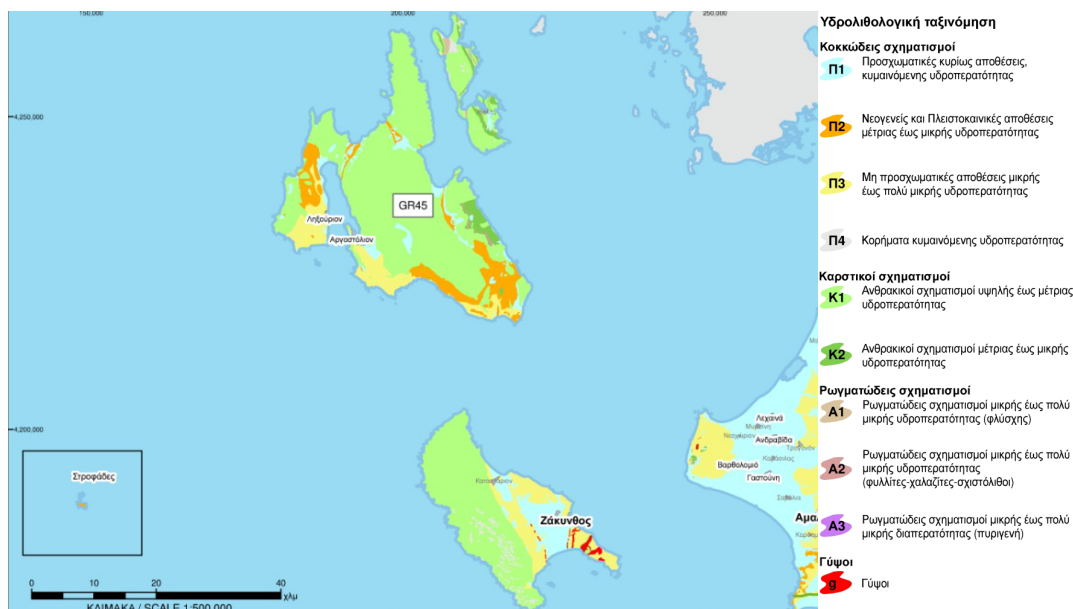 150,000
200,000
250,000
4,250,000
4,200,000
GR45
Ληξούριον
Αργοστόλιον
Στροφάδες
Ζάκυνθος
Λεχαινά
Ανδραβίδα
Βαρθολομιό
Γαστούνη
Αμαλ
0 10 20 40
χλμ
ΚΛΙΜΑΚΑ / SCALE 1:500,000
Υδρολιθολογική ταξινόμηση
Κοκκώδεις σχηματισμοί
Π1
Προσχωματικές κυρίως αποθέσεις,
κυμαινόμενης υδροπερατότητας
Π2
Νεογενείς και Πλειστοκαινικές αποθέσεις
μέτριας έως μικρής υδροπερατότητας
Π3
Μη προσχωματικές αποθέσεις μικρής
έως πολύ μικρής υδροπερατότητας
Π4
Κορήματα κυμαινόμενης υδροπερατότητας
Καρστικοί σχηματισμοί
Κ1
Ανθρακικοί σχηματισμοί υψηλής έως μέτριας
υδροπερατότητας
Κ2
Ανθρακικοί σχηματισμοί μέτριας έως μικρής
υδροπερατότητας
Ρωγματώδεις σχηματισμοί
Α1
Ρωγματώδεις σχηματισμοί μικρής έως πολύ
μικρής υδροπερατότητας (φλύσχης)
Α2
Ρωγματώδεις σχηματισμοί μικρής έως πολύ
μικρής υδροπερατότητας
(φυλλίτες-χαλαζίτες-σχιστόλιθοι)
Α3
Ρωγματώδεις σχηματισμοί μικρής έως πολύ
μικρής διαπερατότητας (πυριγενή)
Γύψοι
g
Γύψοι